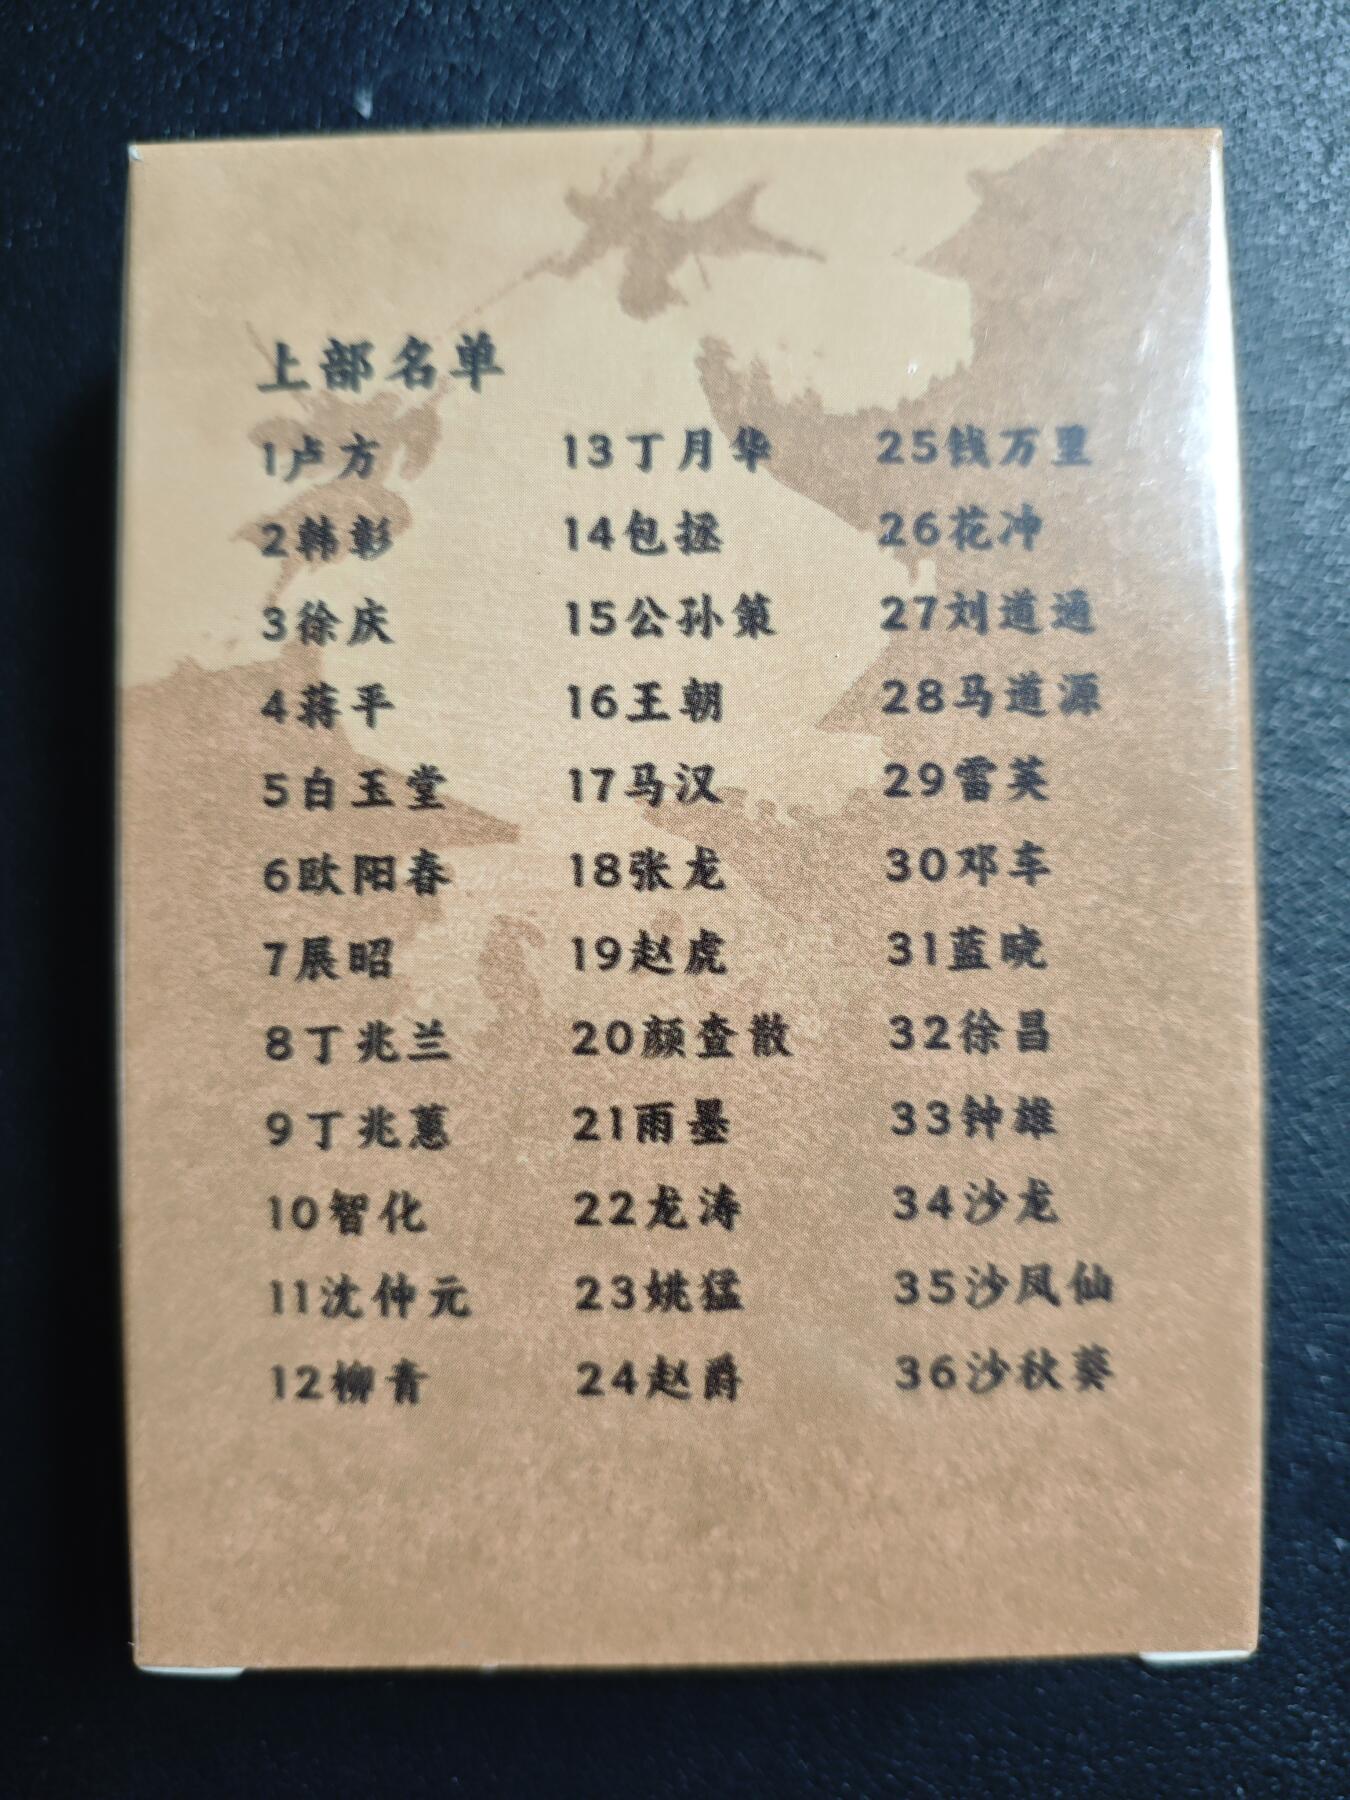 上部名单
1卢方
2韩彰
3徐庆
4蒋平
5白玉堂
6欧阳春
7展昭
8丁兆兰
9丁兆蕙
10智化
11沈仲元
12柳青
13丁月华
14包拯
15公孙策
16王朝
17马汉
18张龙
19赵虎
20颜查散
21雨墨
22龙涛
23姚猛
24赵爵
25钱万里
26花冲
27刘道通
28马道源
29雷英
30邓车
31蓝晓
32徐昌
33钟雄
34沙龙
35沙凤仙
36沙秋葵